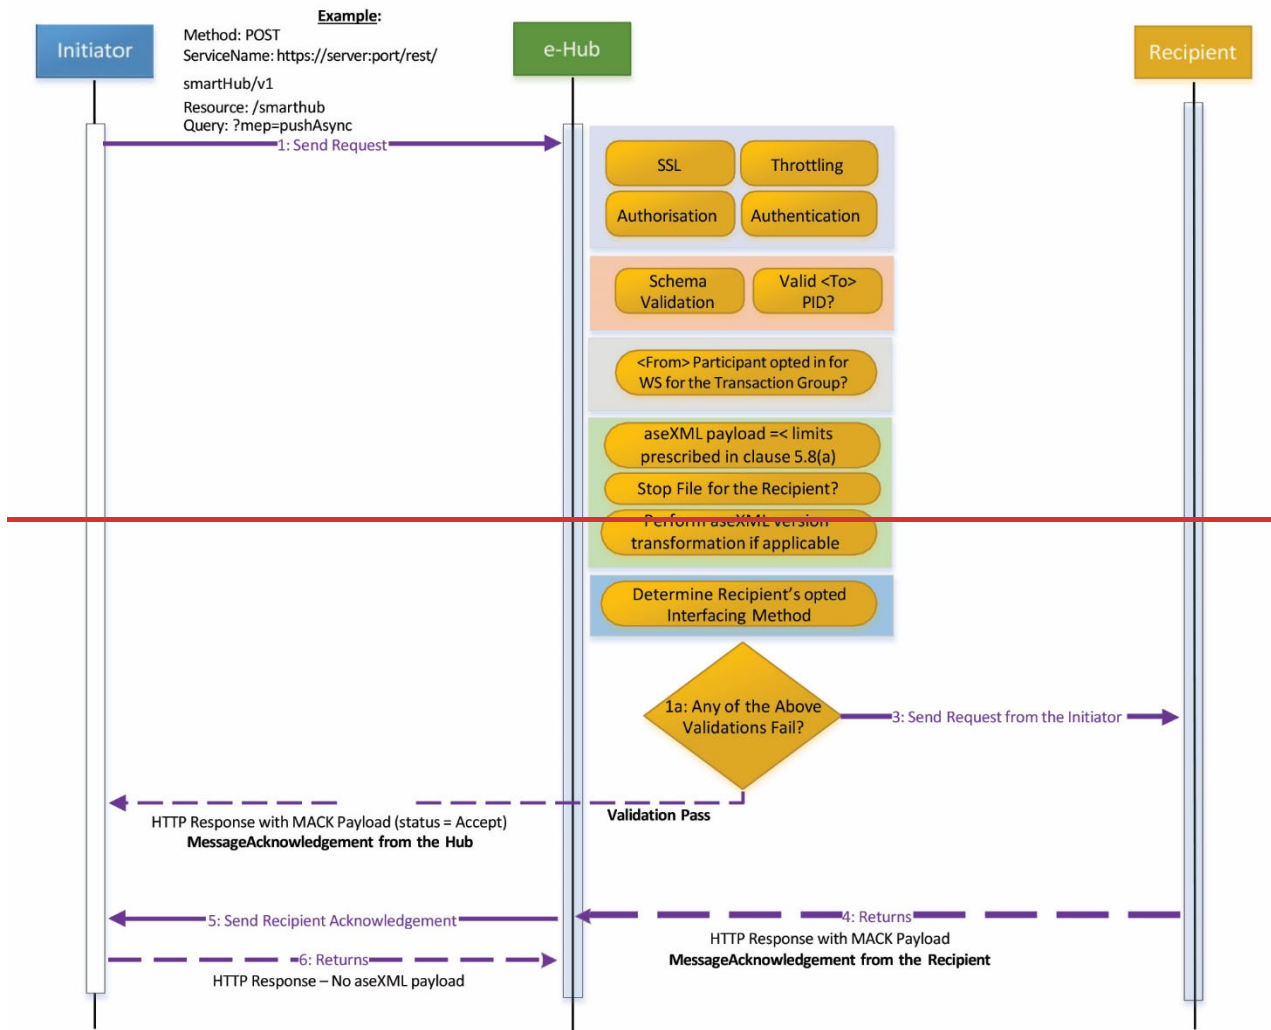 Example:
Initiator
Method: POST
ServiceName: https://server:port/rest/
smartHub/v1
Resource: /smarthub
Query: ?mep=pushAsync
e-Hub
Recipient
1: Send Request
SSL
Throttling
Authorisation
Authentication
Schema
Validation
Valid <To>
PID?
<From> Participant opted in for
WS for the Transaction Group?
aseXML payload =< limits
prescribed in clause 5.8(a)
Stop File for the Recipient?
Perform aseXML version
transformation if applicable
Determine Recipient's opted
Interfacing Method
1a: Any of the Above
Validations Fail?
3: Send Request from the Initiator
Validation Pass
HTTP Response with MACK Payload (status = Accept)
MessageAcknowledgement from the Hub
5: Send Recipient Acknowledgement
4: Returns
HTTP Response with MACK Payload
MessageAcknowledgement from the Recipient
6: Returns
HTTP Response – No aseXML payload